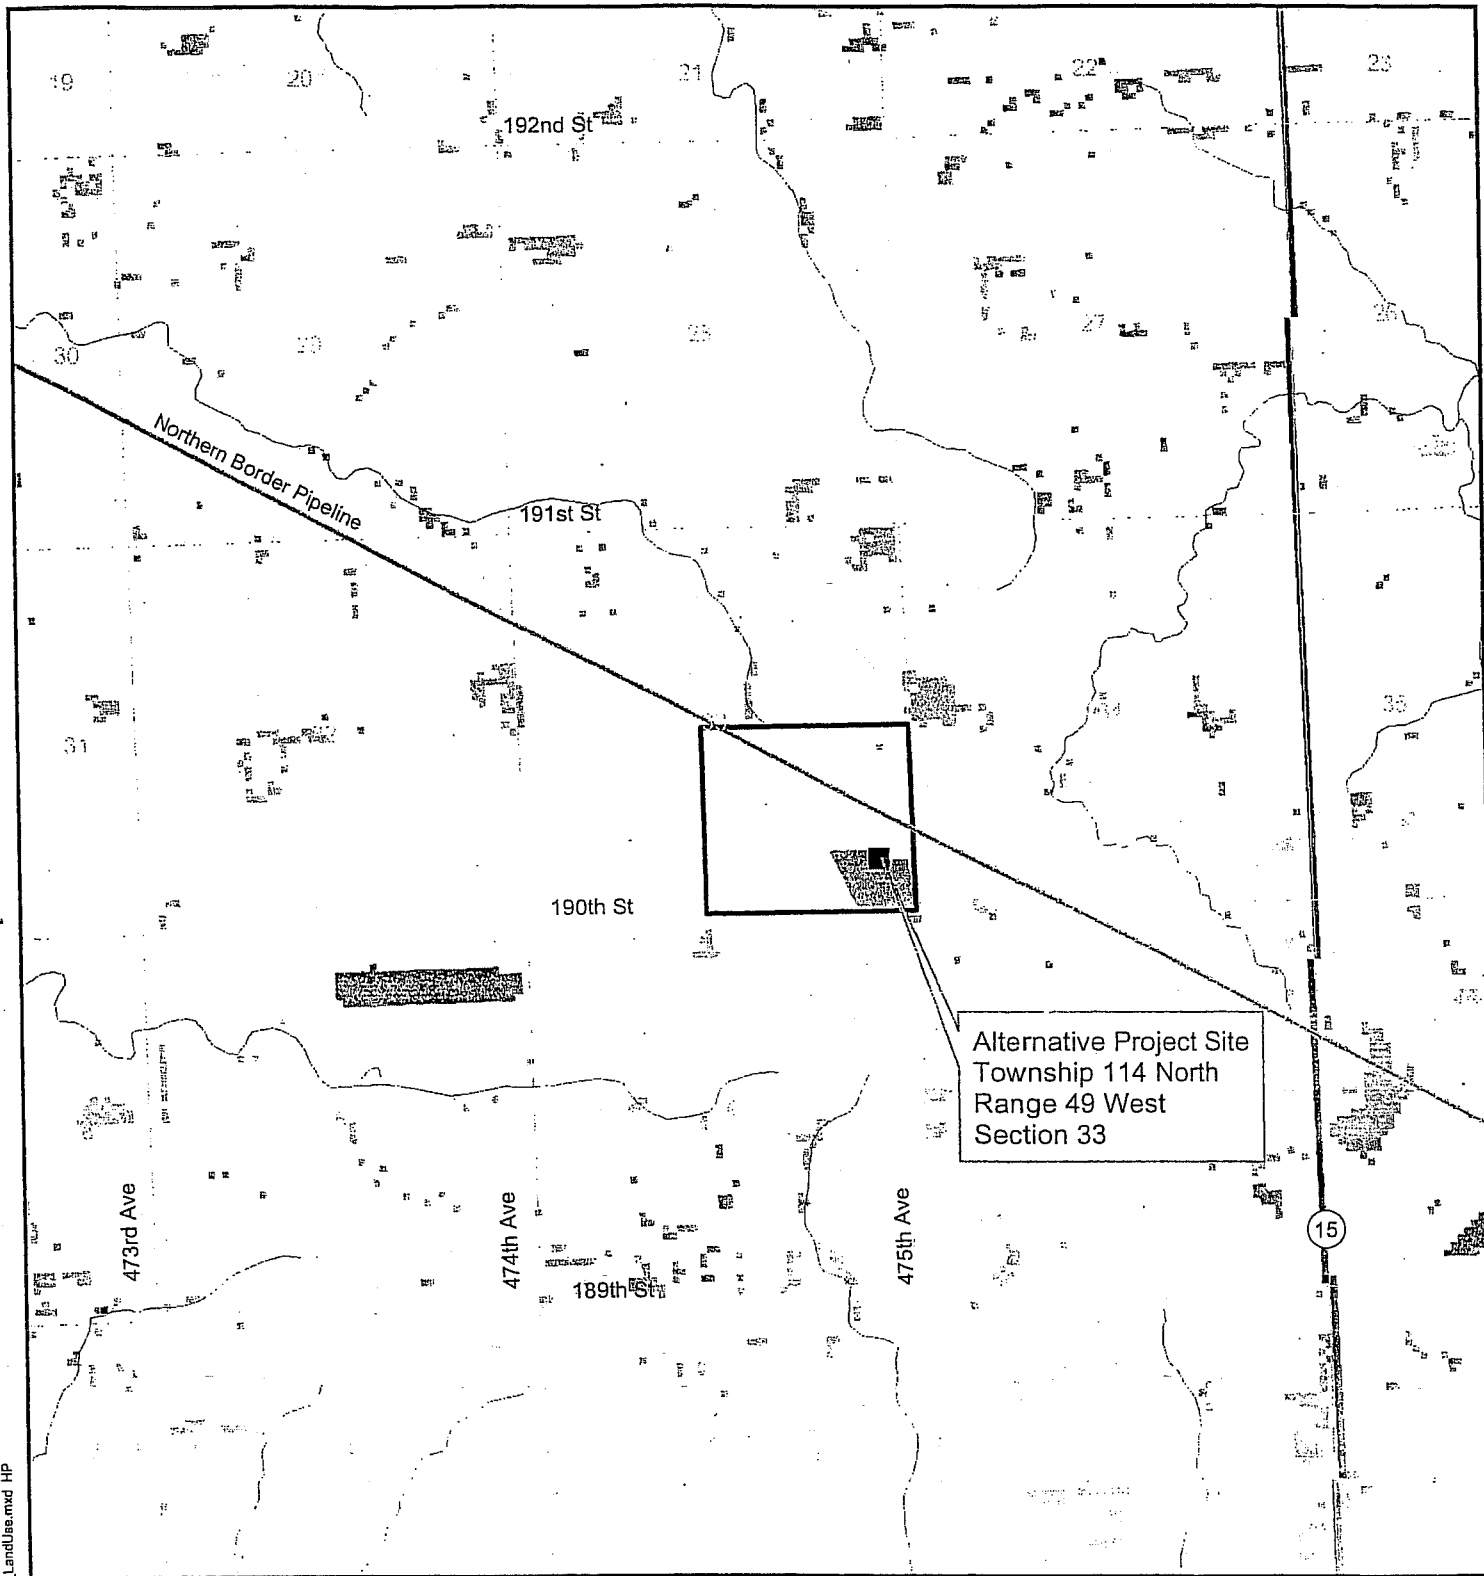 19
20
21
22
23
192nd St
30
29
28
27
26
Northern Border Pipeline
191st St
31
32
34
35
190th St
Alternative Project Site
Township 114 North
Range 49 West
Section 33
473rd Ave
474th Ave
475th Ave
15
189th St
LandUse.mxd HP